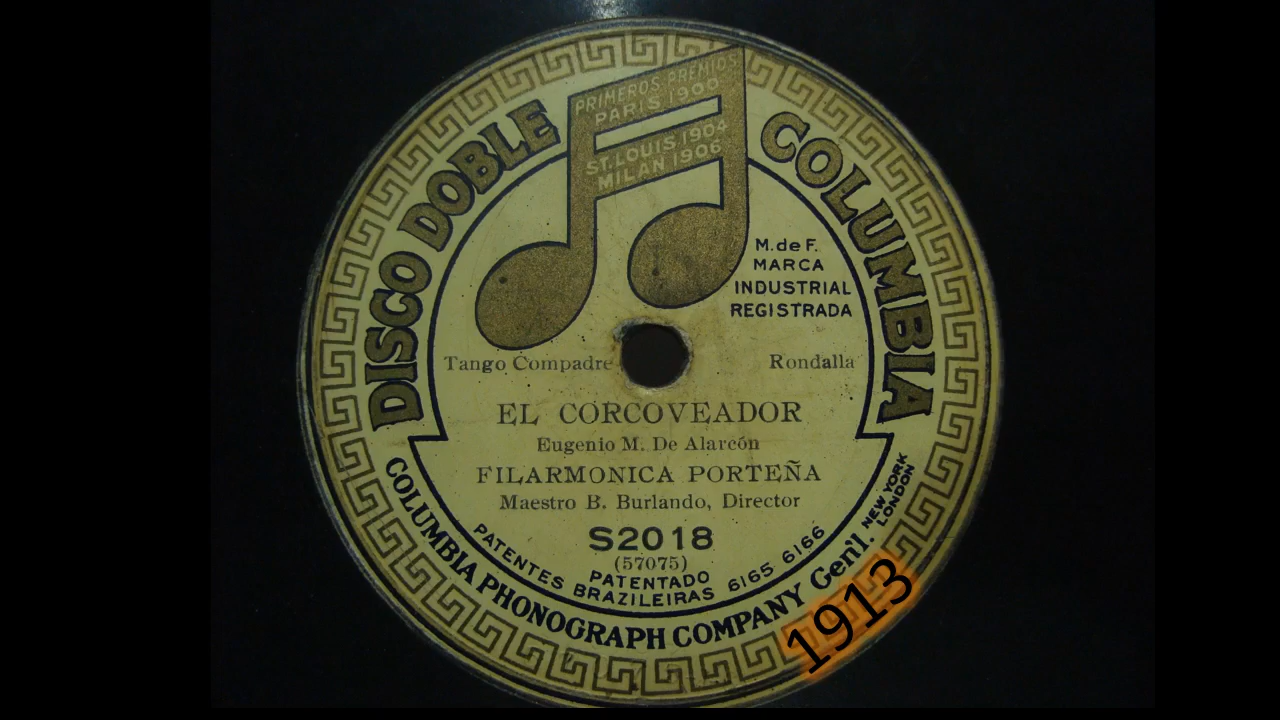 PRIMEROS PREMIOS
PARIS 1900
ST. LOUIS 1904
MILAN 1906
DISCO DOBLE COLUMBIA
M. de F.
MARCA
INDUSTRIAL
REGISTRADA
Tango Compadre Rondalla
EL CORCOVEADOR
Eugenio M. De Alarcón
FILARMONICA PORTEÑA
Maestro B. Burlando, Director
S2018
(57075)
PATENTADO
PATENTES BRAZILEIRAS 6165 6166
COLUMBIA PHONOGRAPH COMPANY Gen'l.
NEW YORK
LONDON
1913